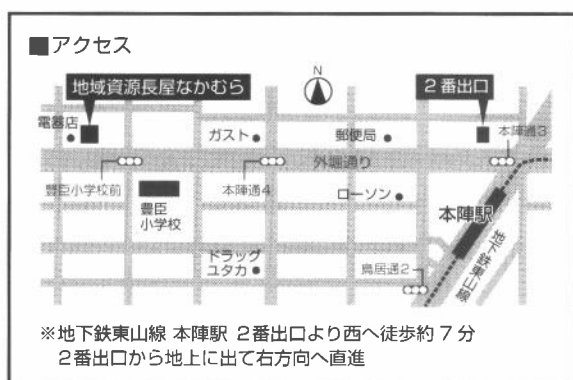 ■アクセス
地域資源長屋なかむら
N
2番出口
電器店
ガスト
郵便局
本陣通3
外堀通り
豊臣小学校前
本陣通4
豊臣
小学校
ローソン
本陣駅
地下鉄東山線
ドラッグ
ユタカ
鳥居通2
※地下鉄東山線 本陣駅 2番出口より西へ徒歩約7分
2番出口から地上に出て右方向へ直進